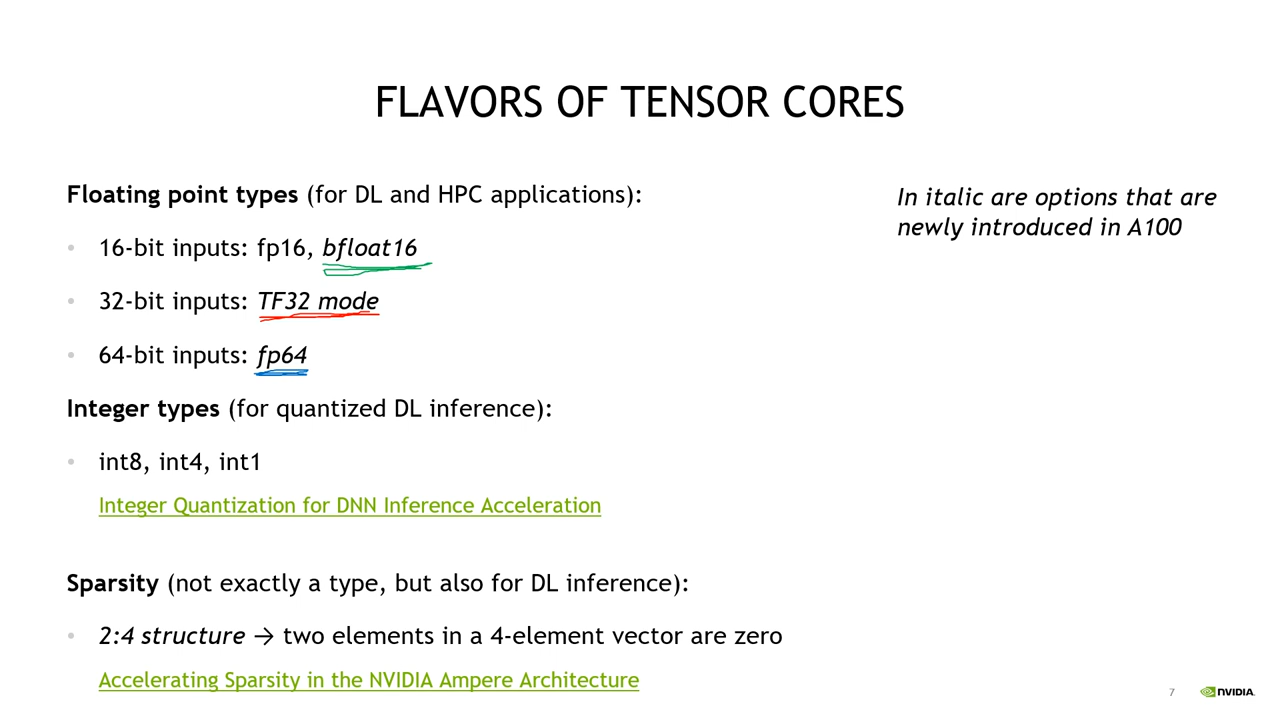 FLAVORS OF TENSOR CORES
Floating point types (for DL and HPC applications):
• 16-bit inputs: fp16, bfloat16
• 32-bit inputs: TF32 mode
• 64-bit inputs: fp64
Integer types (for quantized DL inference):
• int8, int4, int1
Integer Quantization for DNN Inference Acceleration
Sparsity (not exactly a type, but also for DL inference):
• 2:4 structure → two elements in a 4-element vector are zero
Accelerating Sparsity in the NVIDIA Ampere Architecture
In italic are options that are
newly introduced in A100
7
NVIDIA.